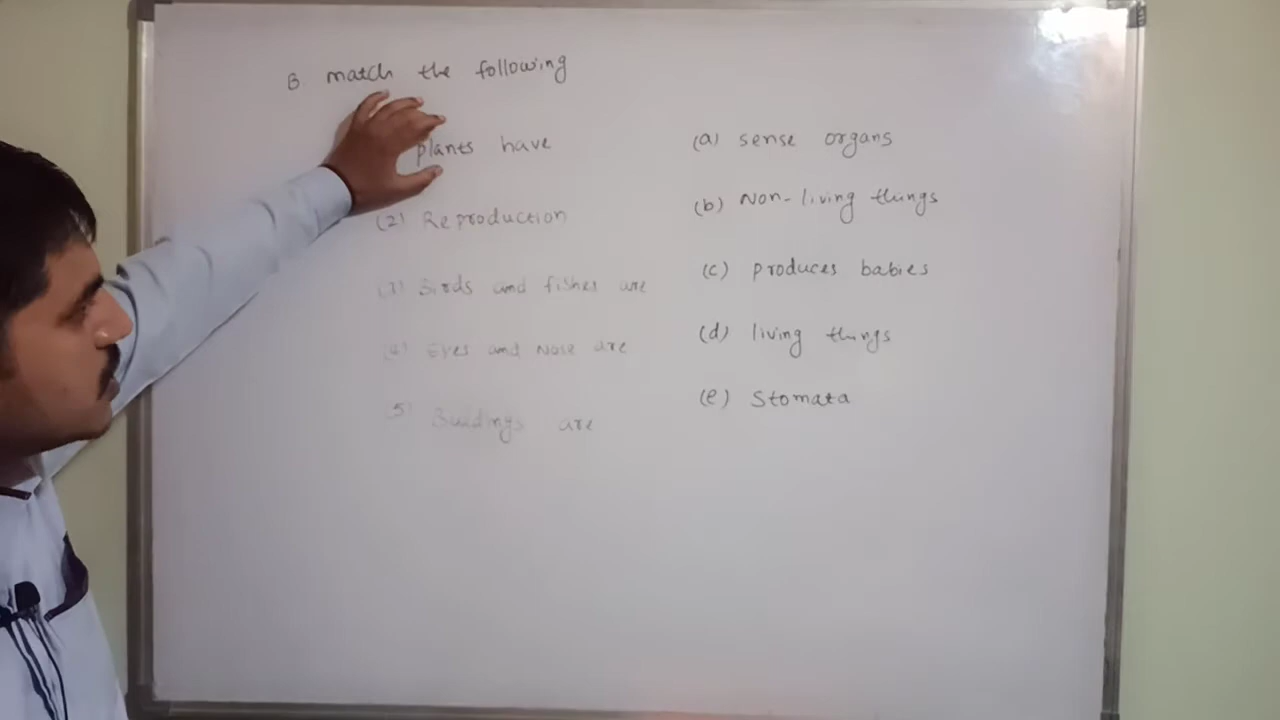 B match the following
plants have (a) sense organs
(2) Reproduction (b) Non-living things
(3) Birds and fishes are (c) produces babies
(4) Eyes and Nose are (d) living things
5) Buildings are (e) Stomata